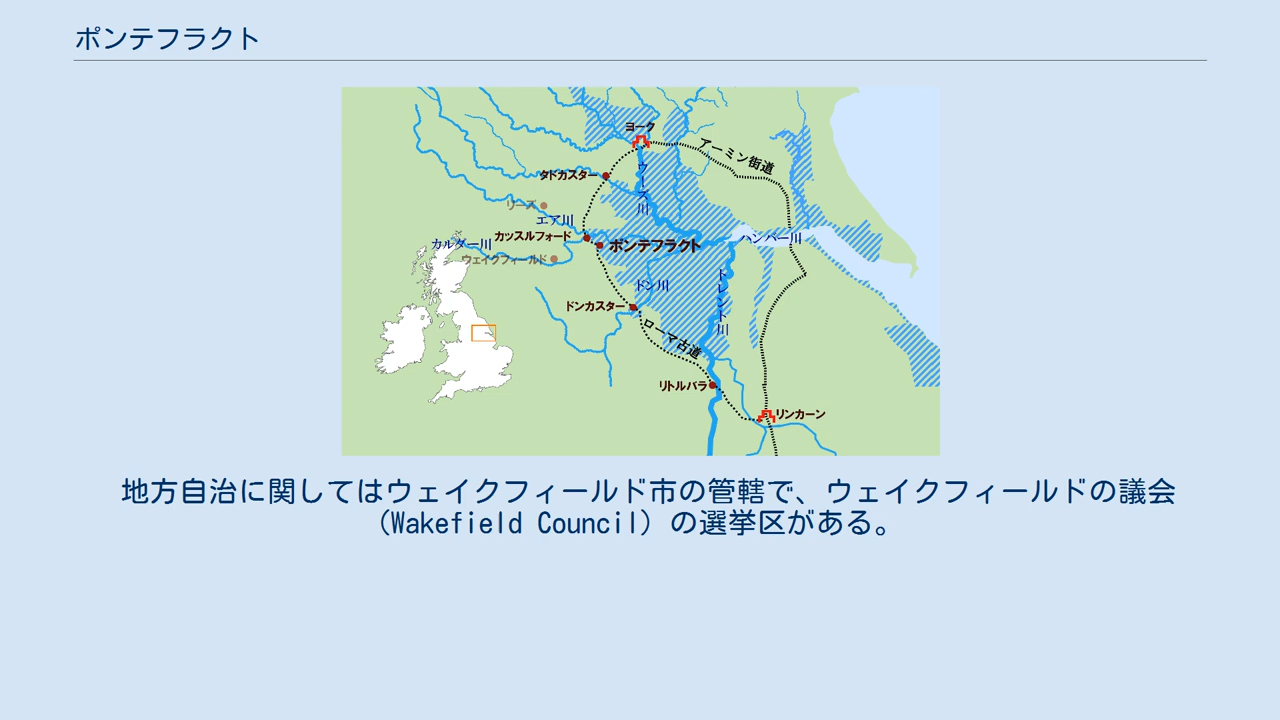 ポンテフラクト
ヨーク
アーミン街道
タドカスター
ウーズ川
リーズ
エア川
カッスルフォード
ポンテフラクト
ハンバー川
カルダー川
ウェイクフィールド
ドン川
トレント川
ドンカスター
ローマ古道
リトルバラ
リンカーン
地方自治に関してはウェイクフィールド市の管轄で、ウェイクフィールドの議会
(Wakefield Council) の選挙区がある。